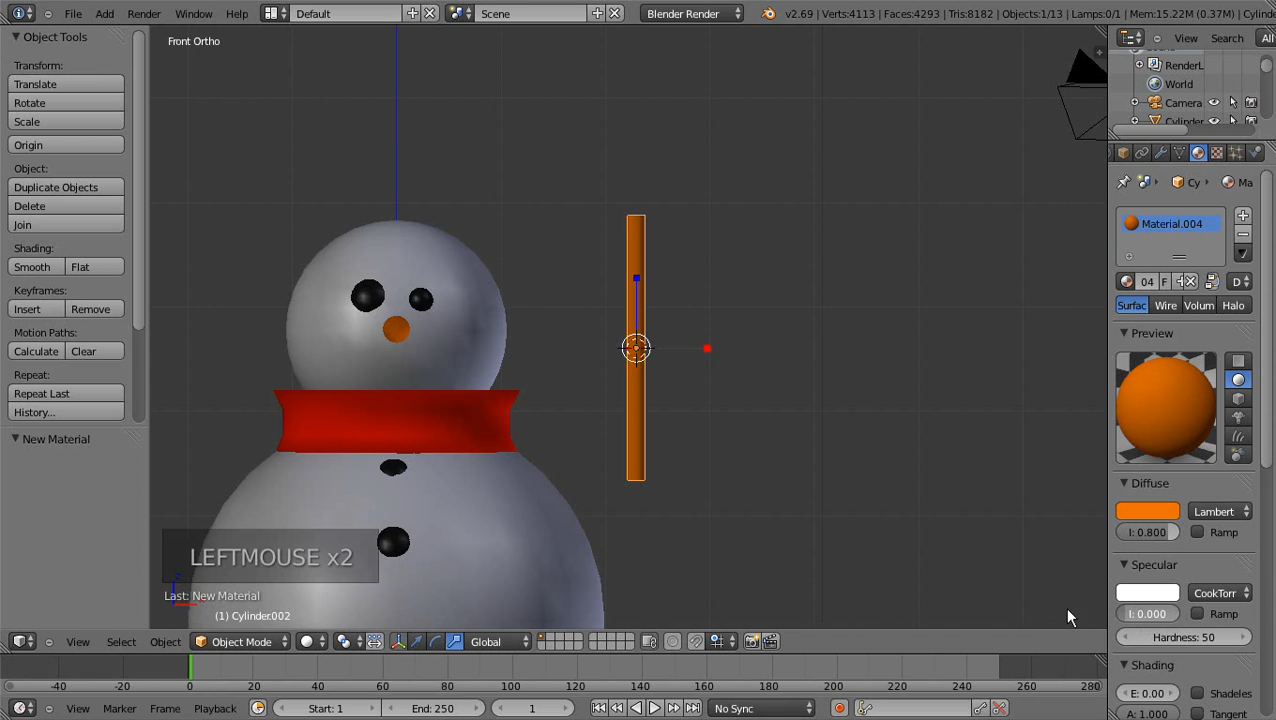 File Add Render Window Help Default Scene Blender Render v2.69 | Verts:4113 | Faces:4293 | Tris:8182 | Objects:1/13 | Lamps:0/1 | Mem:15.22M (0.37M) | Cylinde
Object Tools
Transform:
Translate
Rotate
Scale
Origin
Object:
Duplicate Objects
Delete
Join
Shading:
Smooth Flat
Keyframes:
Insert Remove
Motion Paths:
Calculate Clear
Repeat:
Repeat Last
History...
New Material
Front Ortho
LEFTMOUSE x2
Last: New Material
(1) Cylinder.002
View Search All
RenderL
World
Camera
Cylinder
Cy Ma
Material.004
04 F D
Surfac Wire Volum Halo
Preview
Diffuse
Lambert
I: 0.800 Ramp
Specular
CookTorr
I: 0.000 Ramp
Hardness: 50
Shading
E: 0.00 Shadeles
A: 1.000 Tangent
View Select Object Object Mode Global
-40 -20 0 20 40 60 80 100 120 140 160 180 200 220 240 260 280
View Marker Frame Playback Start: 1 End: 250 1 No Sync